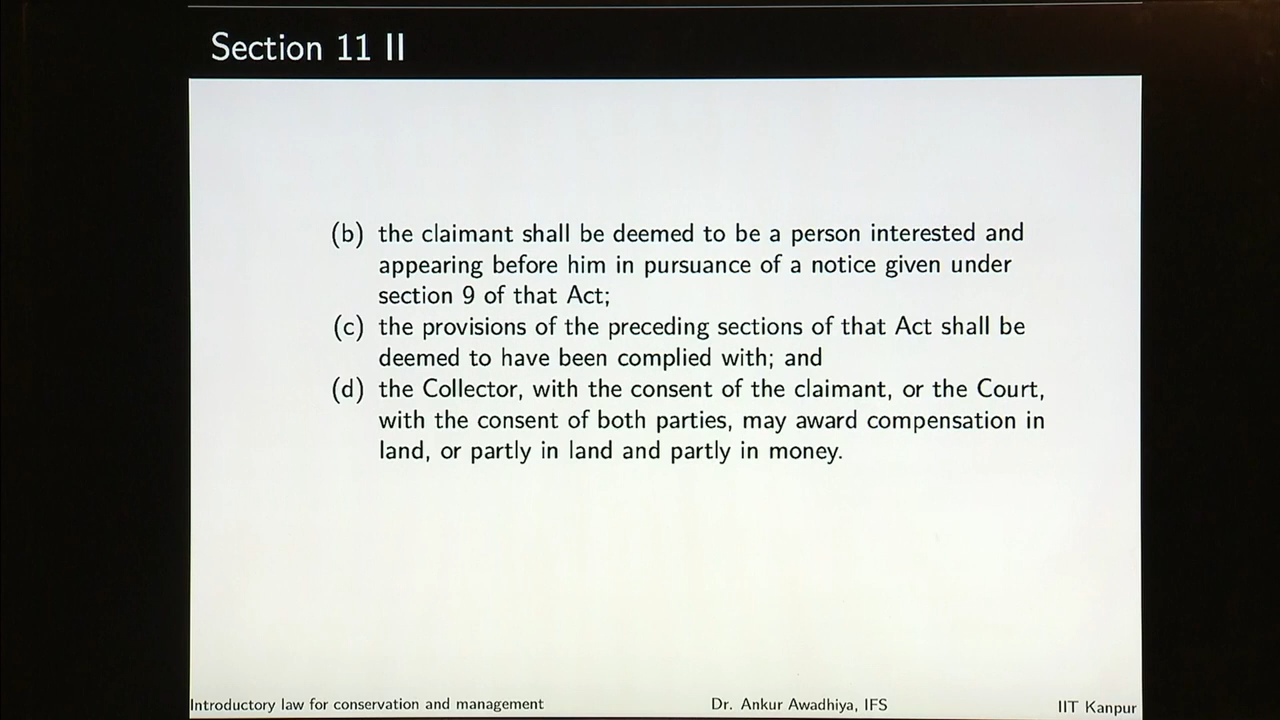 Section 11 II
(b) the claimant shall be deemed to be a person interested and
appearing before him in pursuance of a notice given under
section 9 of that Act;
(c) the provisions of the preceding sections of that Act shall be
deemed to have been complied with; and
(d) the Collector, with the consent of the claimant, or the Court,
with the consent of both parties, may award compensation in
land, or partly in land and partly in money.
Introductory law for conservation and management Dr. Ankur Awadhiya, IFS IIT Kanpur